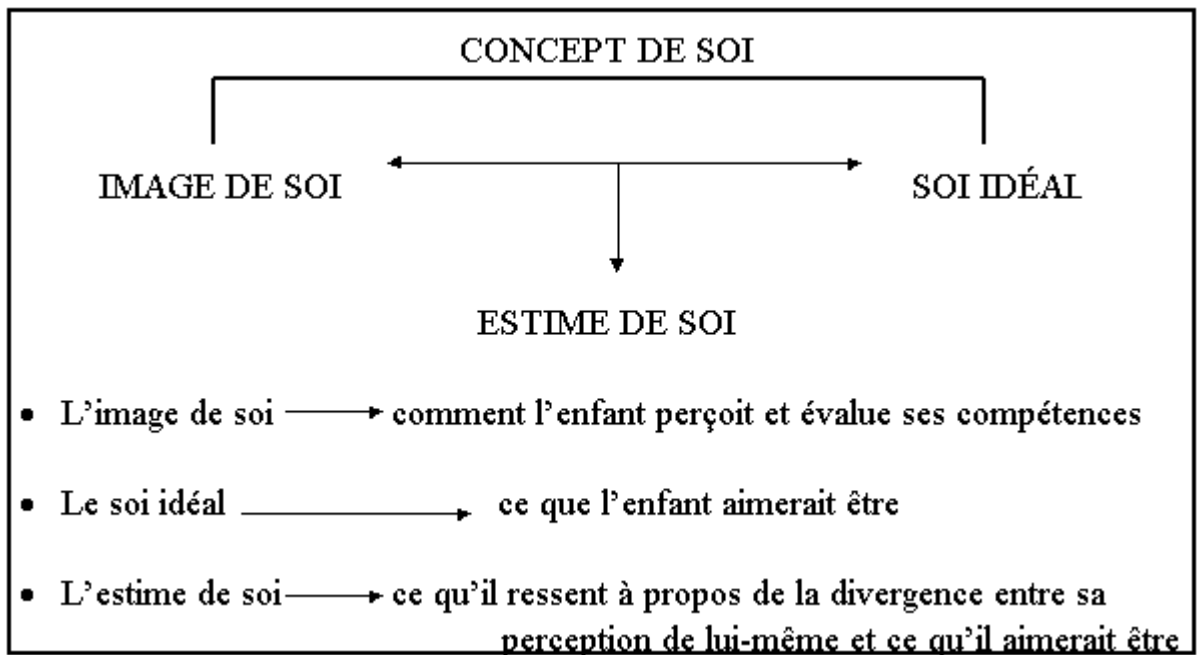 CONCEPT DE SOI
IMAGE DE SOI
SOI IDÉAL
ESTIME DE SOI
• L’image de soi → comment l’enfant perçoit et évalue ses compétences
• Le soi idéal → ce que l’enfant aimerait être
• L’estime de soi → ce qu’il ressent à propos de la divergence entre sa
perception de lui-même et ce qu’il aimerait être